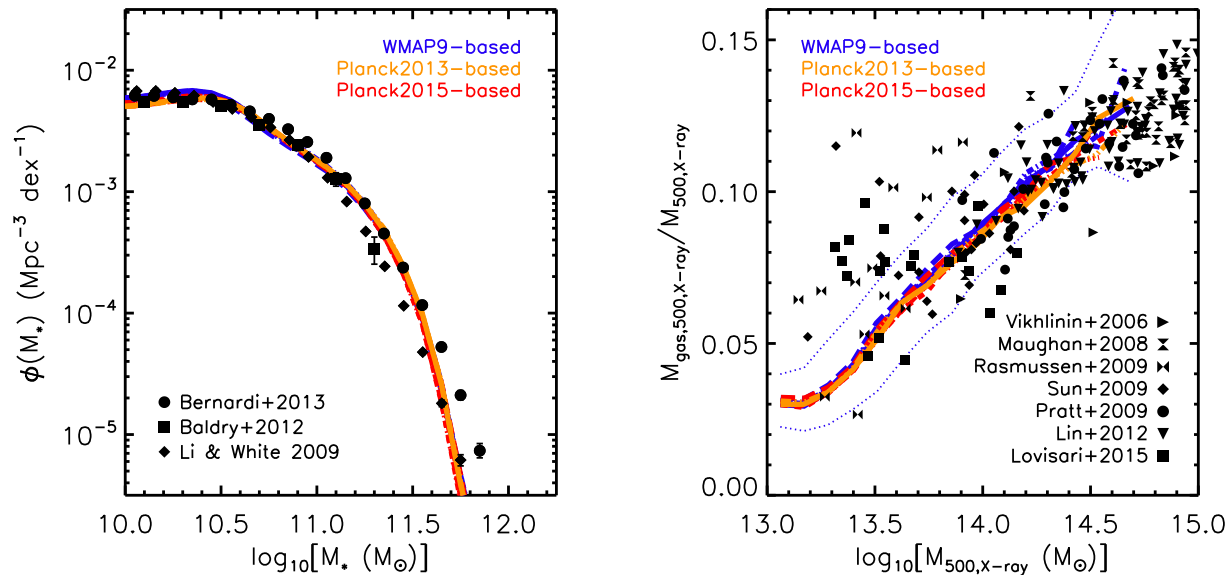 WMAP9-based
Planck2013-based
Planck2015-based
10⁻²
10⁻³
10⁻⁴
10⁻⁵
ϕ(M⁎) (Mpc⁻³ dex⁻¹)
Bernardi+2013
Baldry+2012
Li & White 2009
10.0 10.5 11.0 11.5 12.0
log₁₀[M⁎ (M⊙)]
WMAP9-based
Planck2013-based
Planck2015-based
0.15
0.10
0.05
0.00
M_gas,500,X-ray/M_500,X-ray
Vikhlinin+2006
Maughan+2008
Rasmussen+2009
Sun+2009
Pratt+2009
Lin+2012
Lovisari+2015
13.0 13.5 14.0 14.5 15.0
log₁₀[M_500,X-ray (M⊙)]